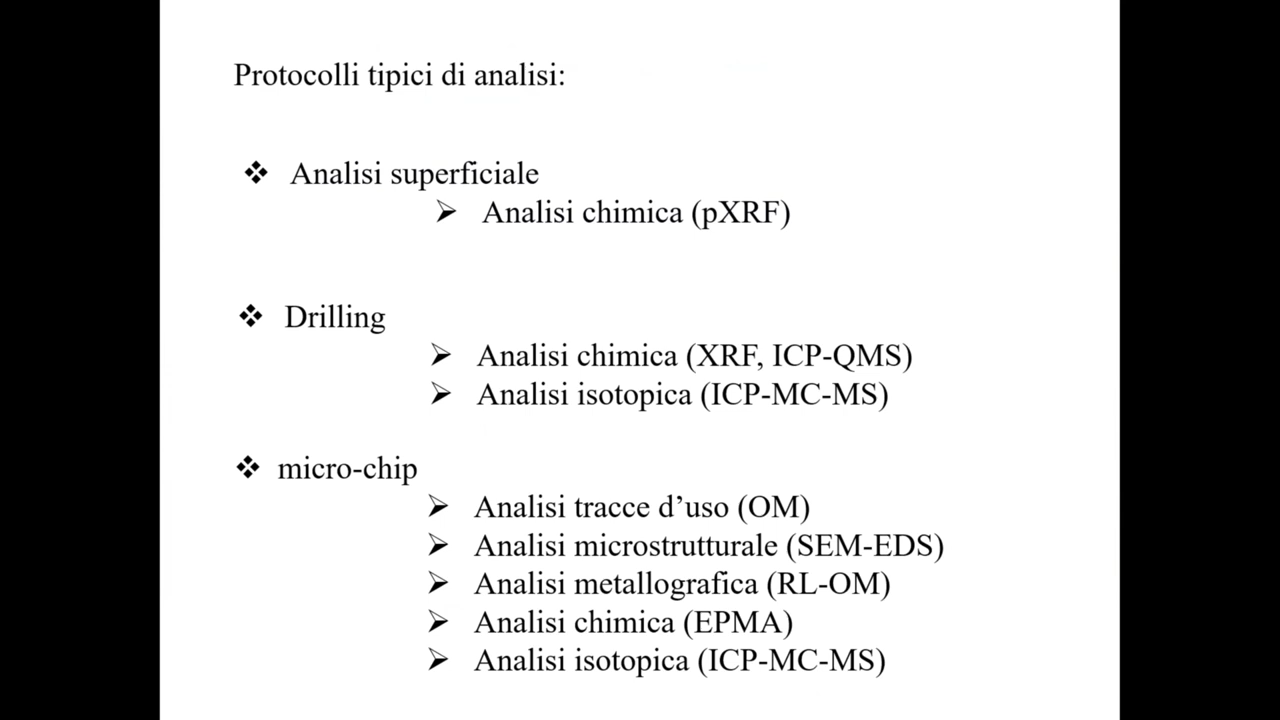 Protocolli tipici di analisi:
❖ Analisi superficiale
➢ Analisi chimica (pXRF)
❖ Drilling
➢ Analisi chimica (XRF, ICP-QMS)
➢ Analisi isotopica (ICP-MC-MS)
❖ micro-chip
➢ Analisi tracce d’uso (OM)
➢ Analisi microstrutturale (SEM-EDS)
➢ Analisi metallografica (RL-OM)
➢ Analisi chimica (EPMA)
➢ Analisi isotopica (ICP-MC-MS)